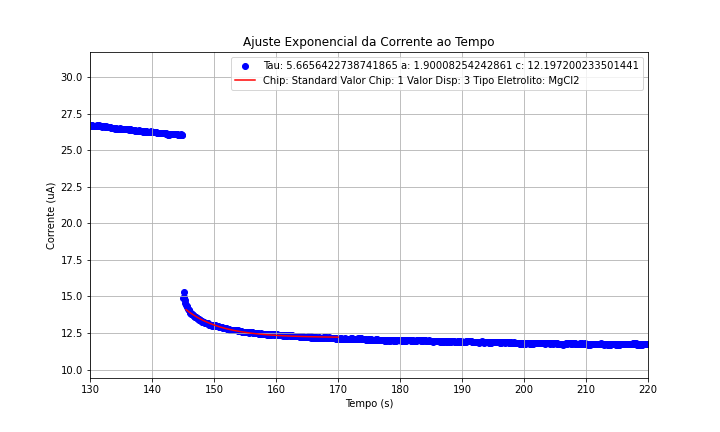 Ajuste Exponencial da Corrente ao Tempo
Tau: 5.6656422738741865 a: 1.90008254242861 c: 12.197200233501441
Chip: Standard Valor Chip: 1 Valor Disp: 3 Tipo Eletrolito: MgCl2
Corrente (uA)
30.0
27.5
25.0
22.5
20.0
17.5
15.0
12.5
10.0
130 140 150 160 170 180 190 200 210 220
Tempo (s)